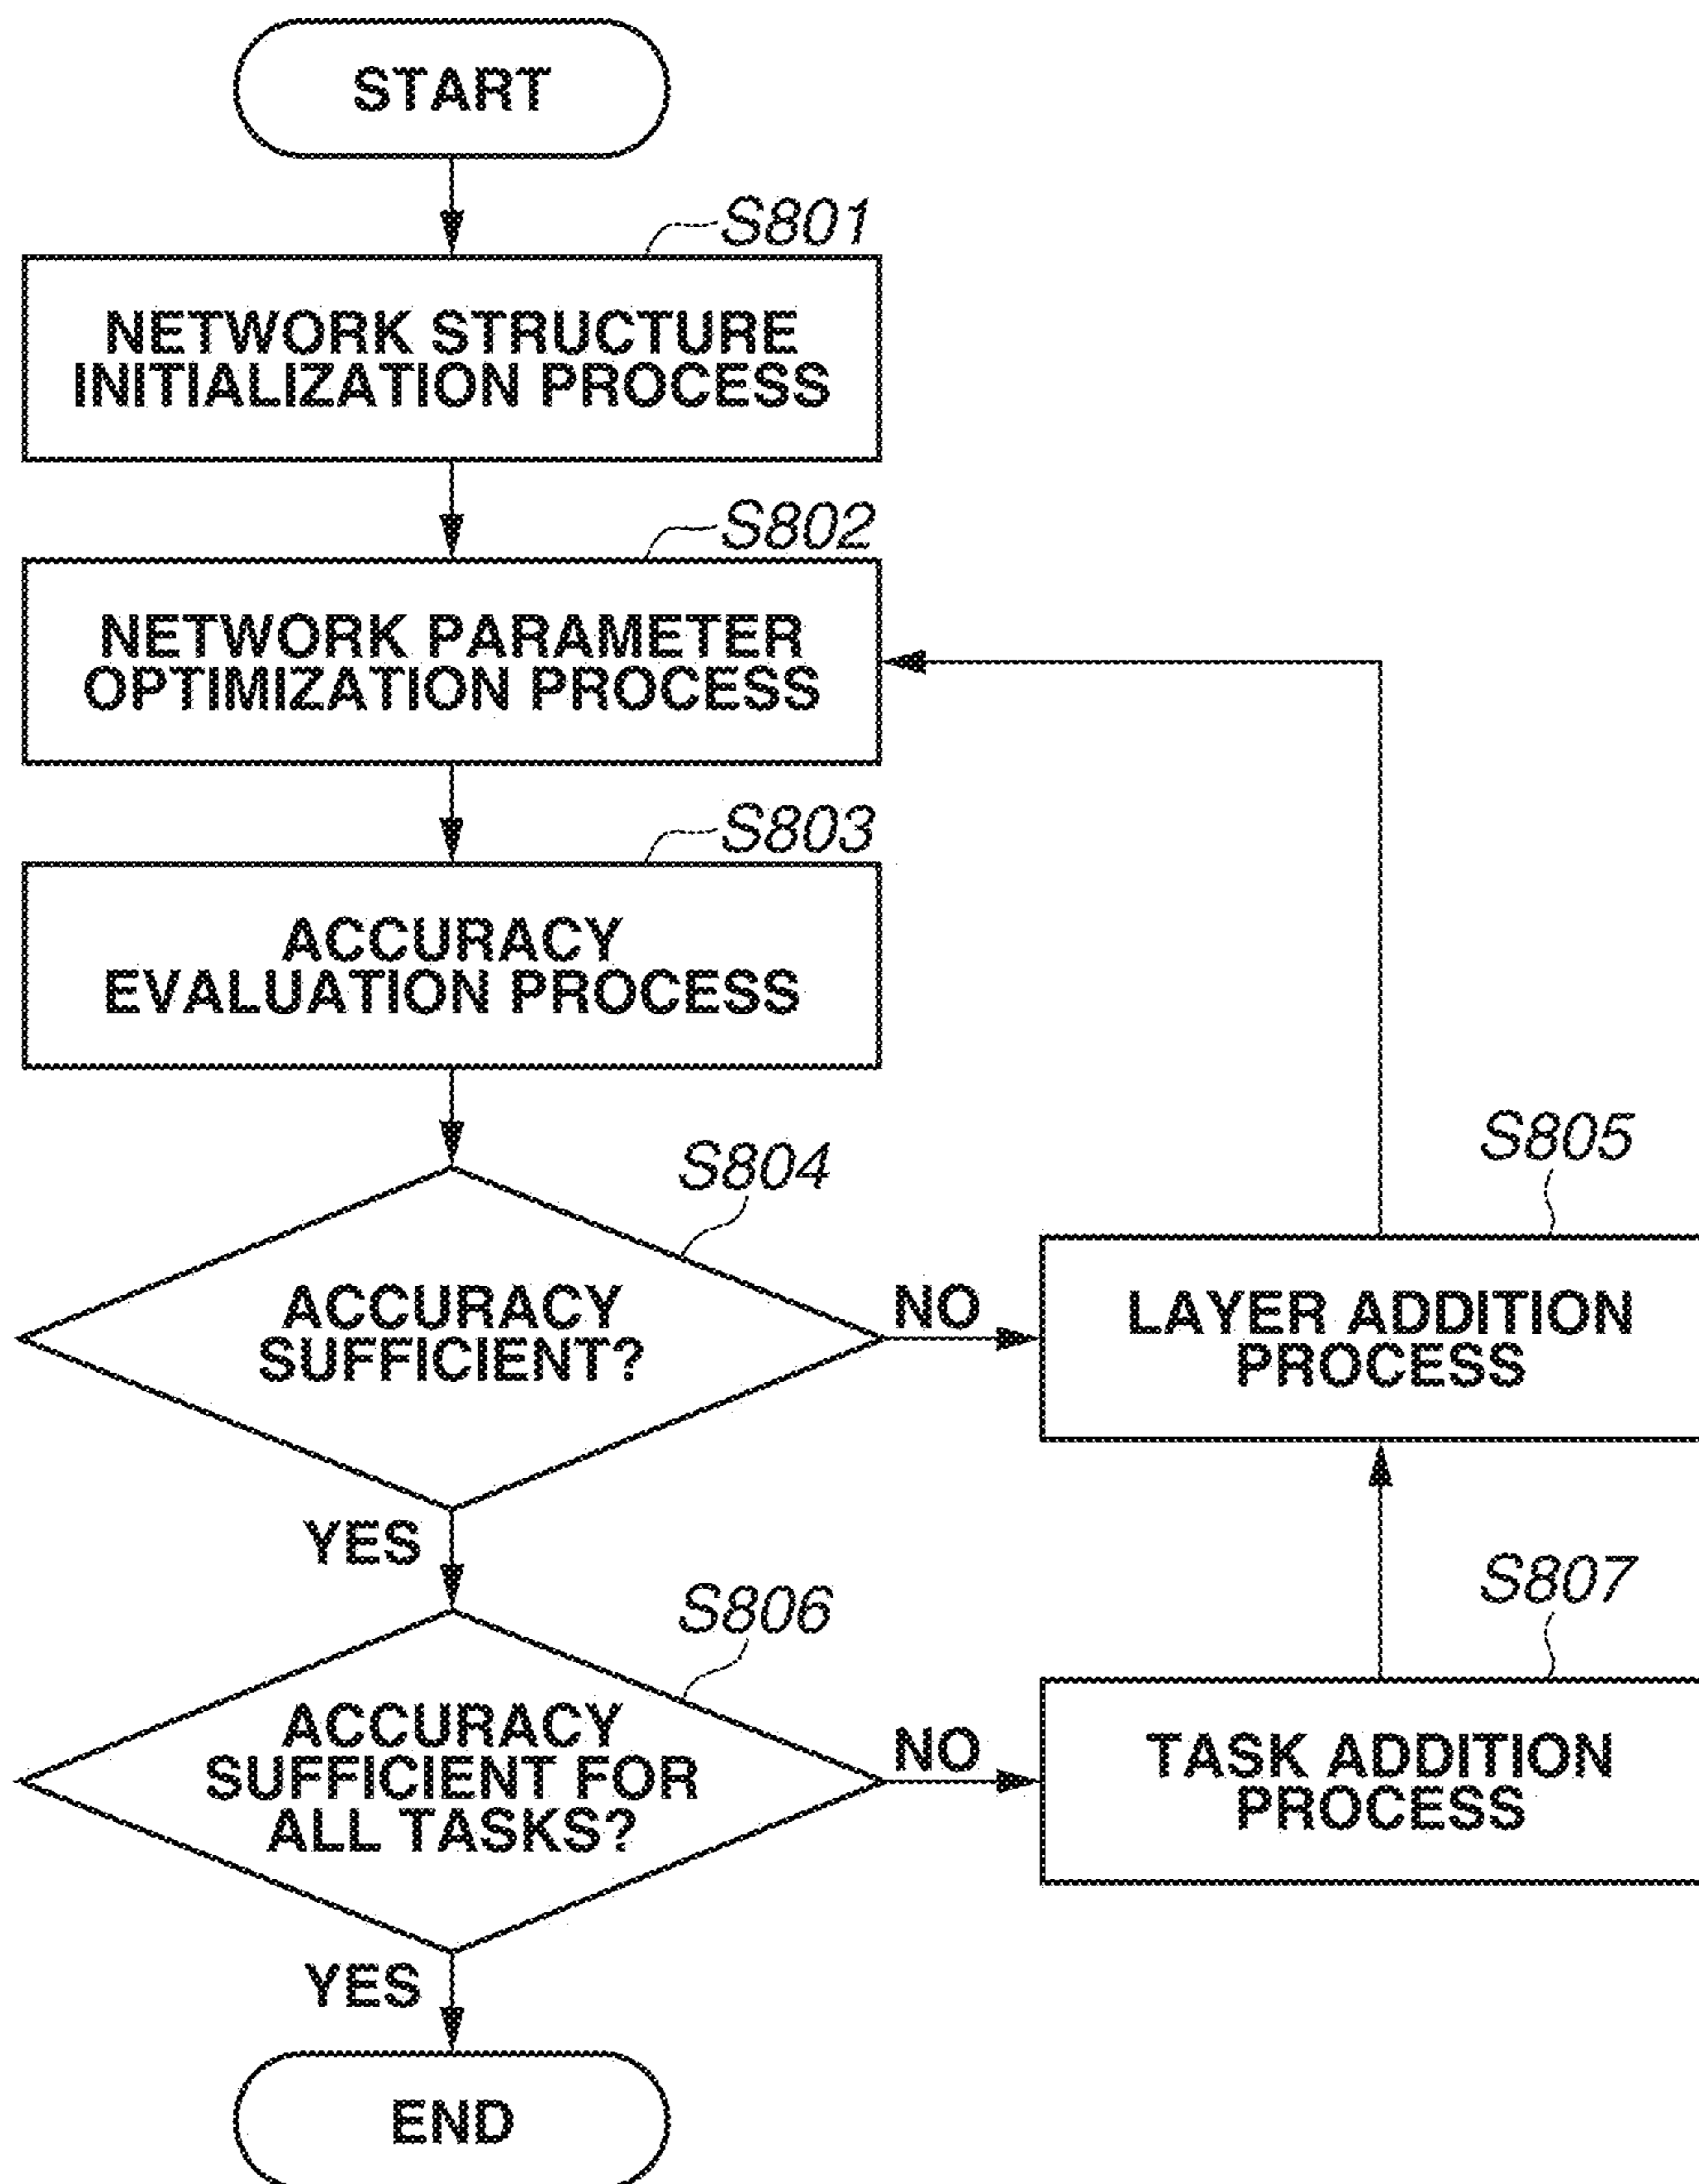 START
S801
NETWORK STRUCTURE
INITIALIZATION PROCESS
S802
NETWORK PARAMETER
OPTIMIZATION PROCESS
S803
ACCURACY
EVALUATION PROCESS
S804
ACCURACY
SUFFICIENT?
NO
S805
LAYER ADDITION
PROCESS
YES
S806
ACCURACY
SUFFICIENT FOR
ALL TASKS?
NO
S807
TASK ADDITION
PROCESS
YES
END